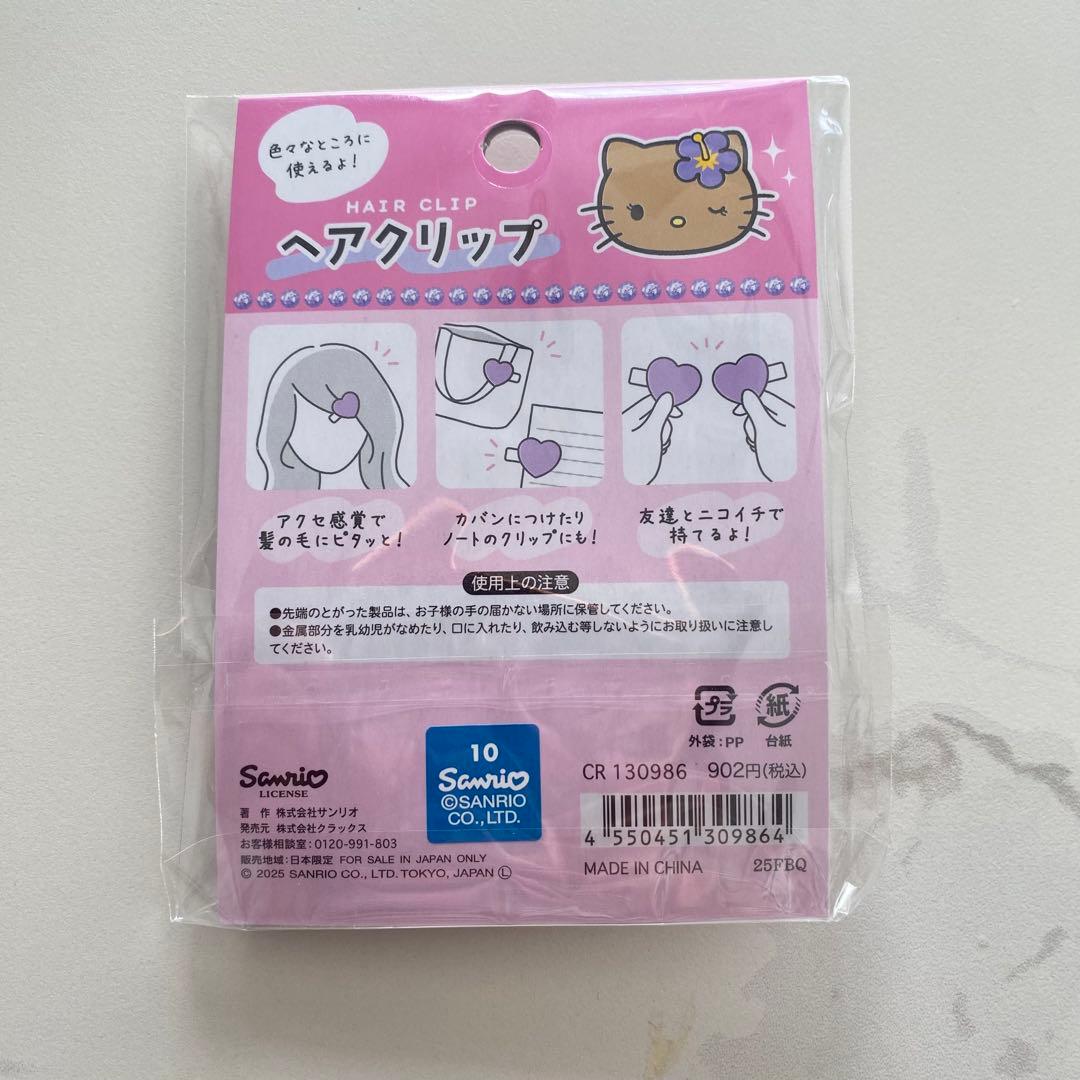 色々なところに
使えるよ!
HAIR CLIP
ヘアクリップ
アクセ感覚で
髪の毛にピタッと!
カバンにつけたり
ノートのクリップにも!
友達とニコイチで
持てるよ!
使用上の注意
●先端のとがった製品は、お子様の手の届かない場所に保管してください。
●金属部分を乳幼児がなめたり、口に入れたり、飲み込む等しないようにお取り扱いに注意し
てください。
プラ
紙
外袋:PP 台紙
Sanrio
LICENSE
著 作 株式会社サンリオ
発売元 株式会社クラックス
お客様相談室:0120-991-803
販売地域:日本限定 FOR SALE IN JAPAN ONLY
© 2025 SANRIO CO., LTD. TOKYO, JAPAN Ⓛ
10
Sanrio
©SANRIO
CO.,LTD.
CR 130986 902円(税込)
4 550451 309864
MADE IN CHINA 25FBQ